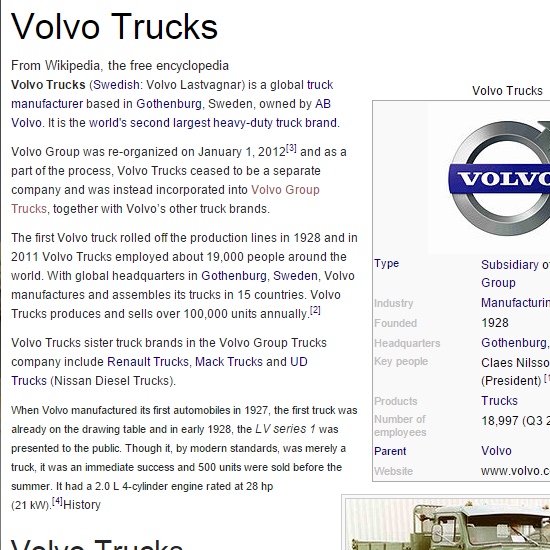 Volvo Trucks
From Wikipedia, the free encyclopedia
Volvo Trucks (Swedish: Volvo Lastvagnar) is a global truck
manufacturer based in Gothenburg, Sweden, owned by AB
Volvo. It is the world's second largest heavy-duty truck brand.
Volvo Group was re-organized on January 1, 2012[3] and as a
part of the process, Volvo Trucks ceased to be a separate
company and was instead incorporated into Volvo Group
Trucks, together with Volvo's other truck brands.
The first Volvo truck rolled off the production lines in 1928 and in
2011 Volvo Trucks employed about 19,000 people around the
world. With global headquarters in Gothenburg, Sweden, Volvo
manufactures and assembles its trucks in 15 countries. Volvo
Trucks produces and sells over 100,000 units annually.[2]
Volvo Trucks sister truck brands in the Volvo Group Trucks
company include Renault Trucks, Mack Trucks and UD
Trucks (Nissan Diesel Trucks).
When Volvo manufactured its first automobiles in 1927, the first truck was
already on the drawing table and in early 1928, the LV series 1 was
presented to the public. Though it, by modern standards, was merely a
truck, it was an immediate success and 500 units were sold before the
summer. It had a 2.0 L 4-cylinder engine rated at 28 hp
(21 kW).[4]History
Volvo Trucks
Volvo Trucks
VOLVO
Type Subsidiary of
Group
Industry Manufacturin
Founded 1928
Headquarters Gothenburg,
Key people Claes Nilsso
(President) [1
Products Trucks
Number of
employees 18,997 (Q3 2
Parent Volvo
Website www.volvo.c